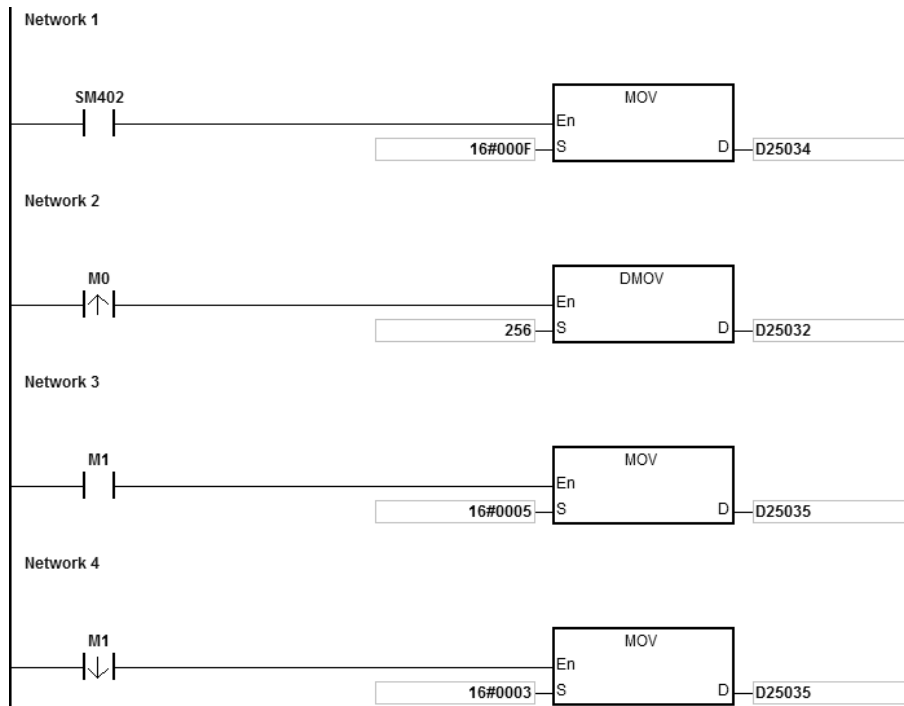 Network 1
SM402
MOV
En
16#000F S D D25034
Network 2
M0
DMOV
En
256 S D D25032
Network 3
M1
MOV
En
16#0005 S D D25035
Network 4
M1
MOV
En
16#0003 S D D25035